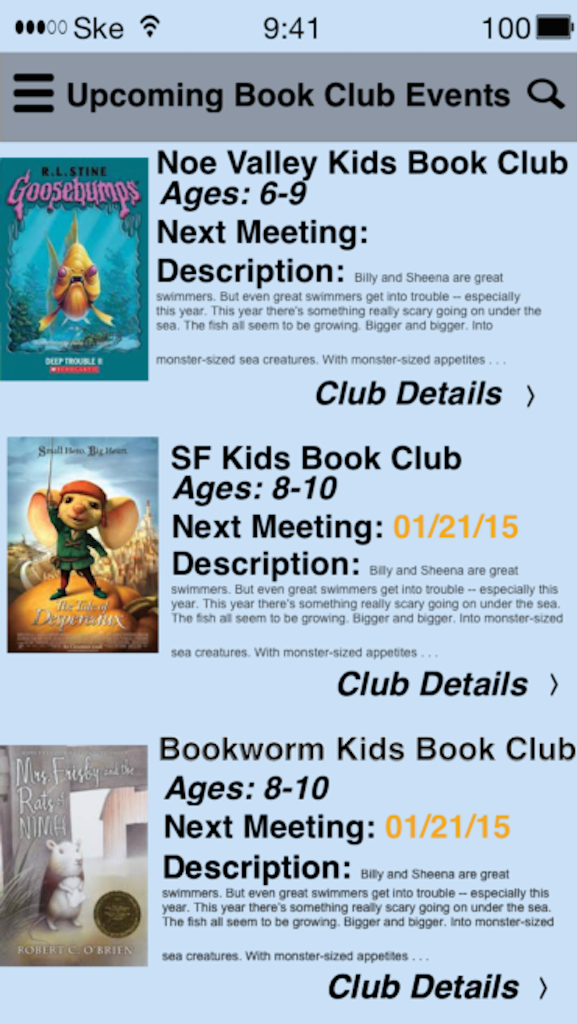 Ske 9:41 100
Upcoming Book Club Events
R.L.STINE
Goosebumps
DEEP TROUBLE II
SCHOLASTIC
Noe Valley Kids Book Club
Ages: 6-9
Next Meeting:
Description: Billy and Sheena are great
swimmers. But even great swimmers get into trouble -- especially
this year. This year there's something really scary going on under the
sea. The fish all seem to be growing. Bigger and bigger. Into
monster-sized sea creatures. With monster-sized appetites . . .
Club Details 〉
Small Hero. Big Heart.
The Tale of
Despereaux
SF Kids Book Club
Ages: 8-10
Next Meeting: 01/21/15
Description: Billy and Sheena are great
swimmers. But even great swimmers get into trouble -- especially this
year. This year there's something really scary going on under the sea.
The fish all seem to be growing. Bigger and bigger. Into monster-sized
sea creatures. With monster-sized appetites . . .
Club Details 〉
Mrs. Frisby and the
Rats of
NIMH
ROBERT C. O'BRIEN
Bookworm Kids Book Club
Ages: 8-10
Next Meeting: 01/21/15
Description: Billy and Sheena are great
swimmers. But even great swimmers get into trouble -- especially this
year. This year there's something really scary going on under the sea.
The fish all seem to be growing. Bigger and bigger. Into monster-sized
sea creatures. With monster-sized appetites . . .
Club Details 〉